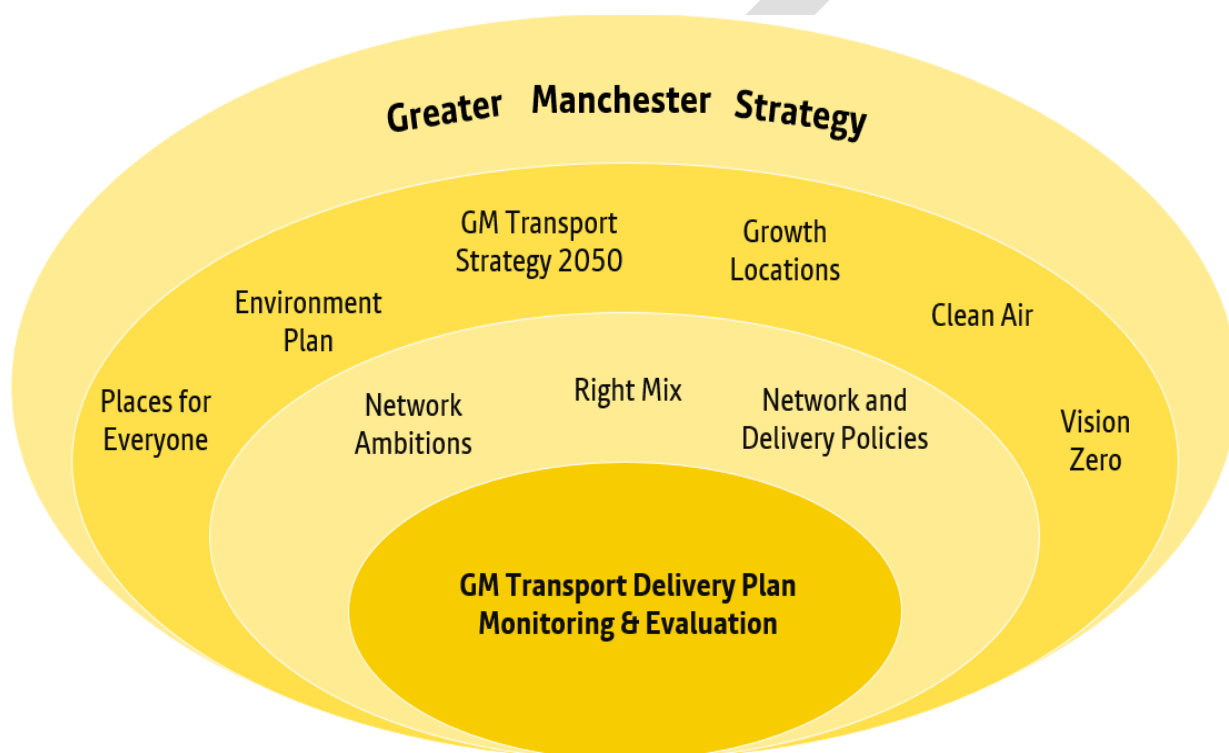 Greater Manchester Strategy
GM Transport
Strategy 2050
Growth
Locations
Environment
Plan
Clean Air
Places for
Everyone
Vision
Zero
Network
Ambitions
Right Mix
Network and
Delivery Policies
GM Transport Delivery Plan
Monitoring & Evaluation